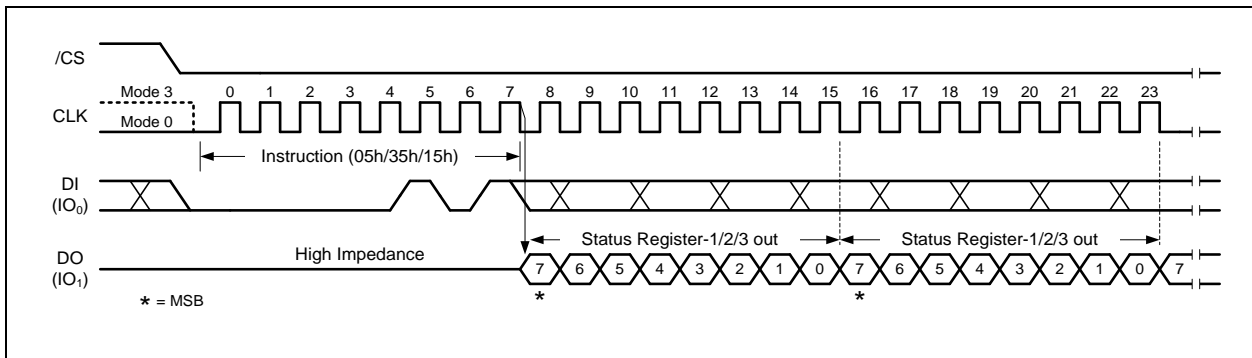 /CS
Mode 3
0 1 2 3 4 5 6 7 8 9 10 11 12 13 14 15 16 17 18 19 20 21 22 23
CLK
Mode 0
Instruction (05h/35h/15h)
DI
(IO0)
Status Register-1/2/3 out Status Register-1/2/3 out
High Impedance
DO
(IO1)
7 6 5 4 3 2 1 0 7 6 5 4 3 2 1 0 7
* *
* = MSB